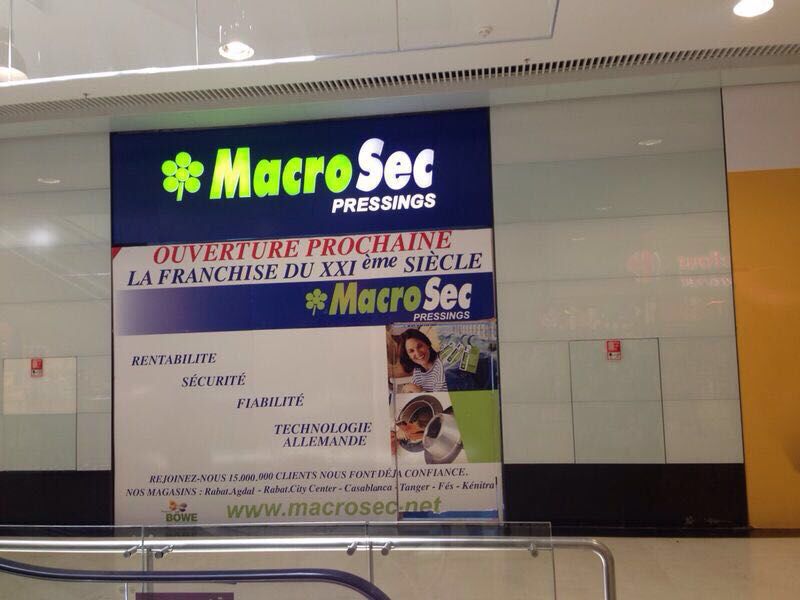 MacroSec
PRESSINGS
OUVERTURE PROCHAINE
LA FRANCHISE DU XXI ème SIÈCLE
MacroSec
PRESSINGS
RENTABILITE
SÉCURITÉ
FIABILITÉ
TECHNOLOGIE
ALLEMANDE
REJOINEZ-NOUS 15.000.000 CLIENTS NOUS FONT DÉJA CONFIANCE.
NOS MAGASINS : Rabat.Agdal - Rabat.City Center - Casablanca - Tanger - Fés - Kénitra
BÖWE
www.macrosec-net